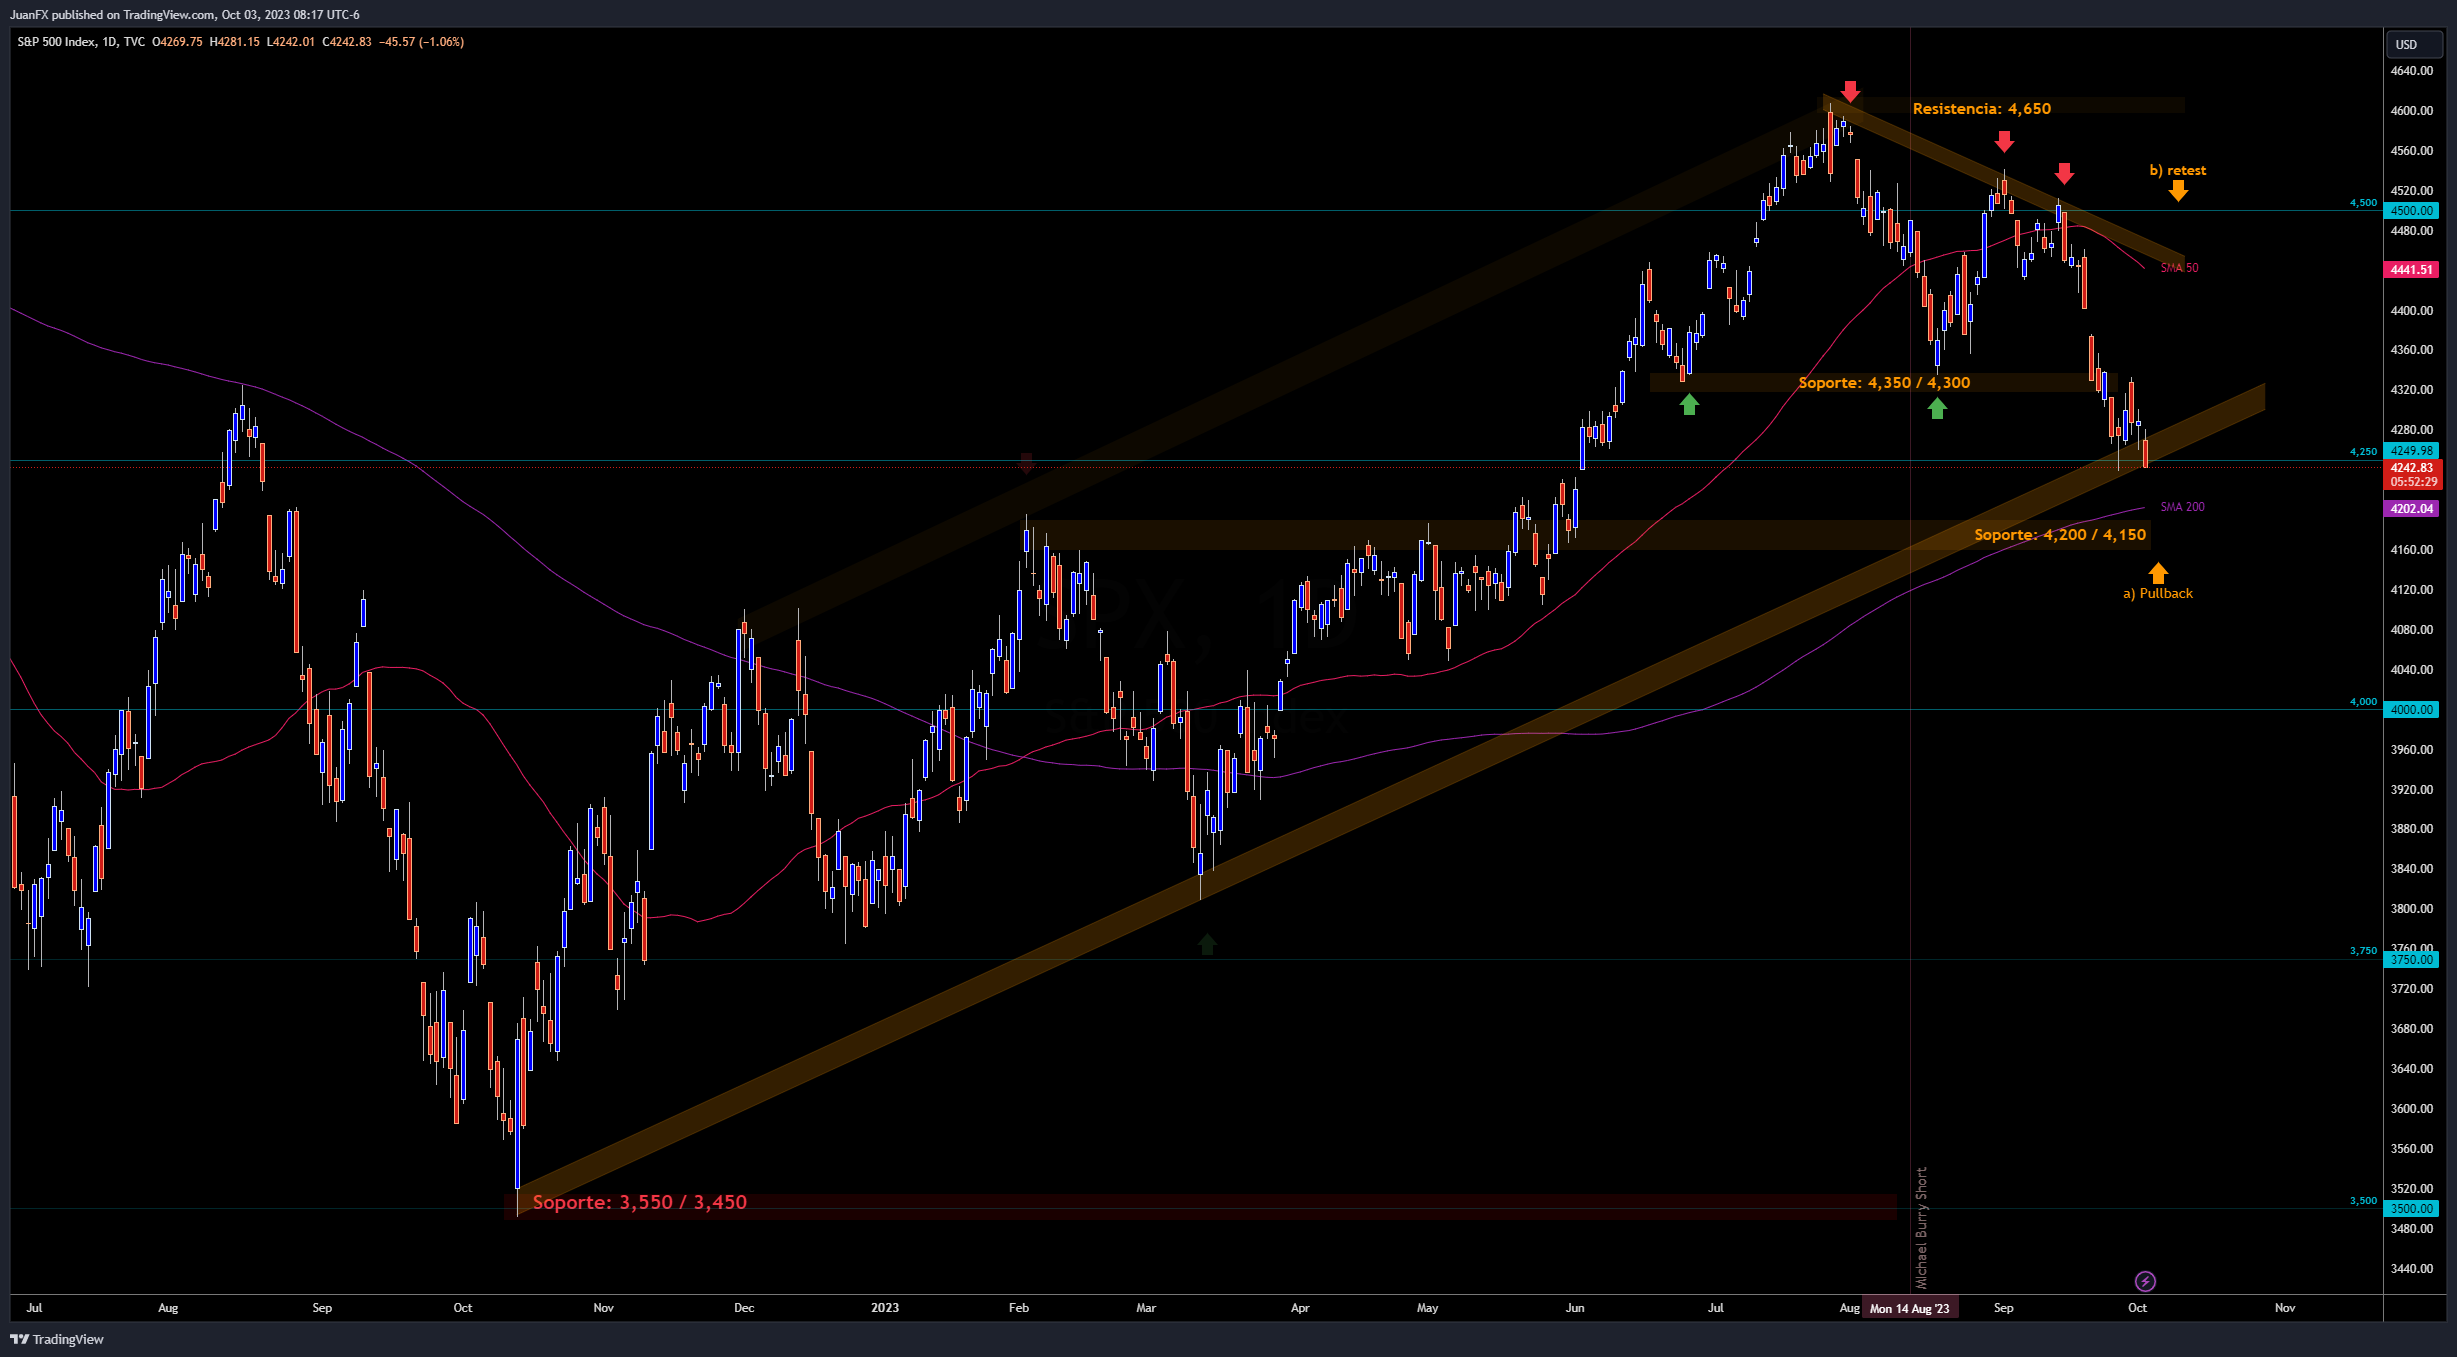 JuanFX published on TradingView.com, Oct 03, 2023 08:17 UTC-6
S&P 500 Index, 1D, TVC O4269.75 H4281.15 L4242.01 C4242.83 −45.57 (−1.06%)
USD
4640.00
Resistencia: 4,650
4600.00
4560.00
b) retest
4520.00
4,500
4500.00
4480.00
SMA 50
4441.51
4400.00
4360.00
Soporte: 4,350 / 4,300
4320.00
4280.00
4,250
4249.98
4242.83
05:52:29
SMA 200
4202.04
Soporte: 4,200 / 4,150
4160.00
a) Pullback
4120.00
SPX, 1D
4080.00
4040.00
4,000
4000.00
S&P 500 Index
3960.00
3920.00
3880.00
3840.00
3800.00
3760.00
3,750
3750.00
3720.00
3680.00
3640.00
3600.00
3560.00
3520.00
Soporte: 3,550 / 3,450
3,500
3500.00
3480.00
Michael Burry Short
3440.00
Jul Aug Sep Oct Nov Dec 2023 Feb Mar Apr May Jun Jul Aug Mon 14 Aug '23 Sep Oct Nov
TradingView